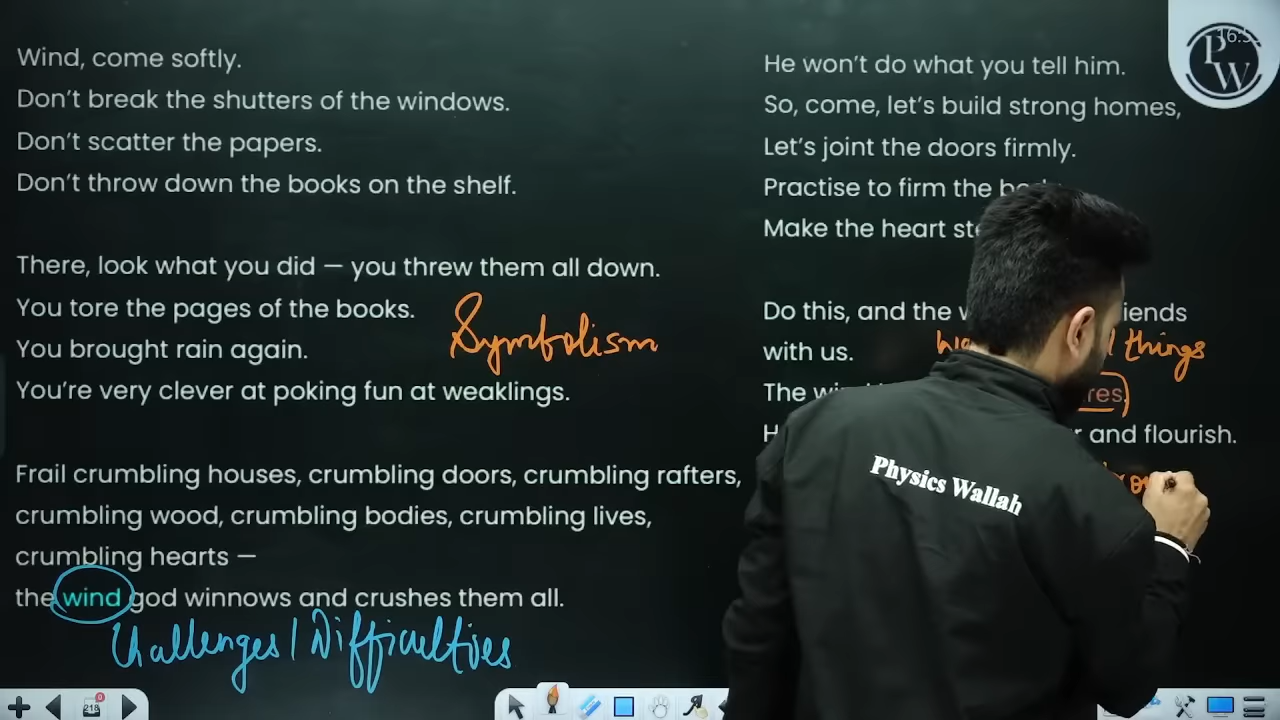 Wind, come softly.
Don't break the shutters of the windows.
Don't scatter the papers.
Don't throw down the books on the shelf.
There, look what you did — you threw them all down.
You tore the pages of the books.
Symbolism
You brought rain again.
You're very clever at poking fun at weaklings.
Frail crumbling houses, crumbling doors, crumbling rafters,
crumbling wood, crumbling bodies, crumbling lives,
crumbling hearts —
the wind god winnows and crushes them all.
Challenges / Difficulties
He won't do what you tell him.
So, come, let's build strong homes,
Let's joint the doors firmly.
Practise to firm the
Make the heart
Do this, and the
with us.
things
The
and flourish.
PW
Physics Wallah
218